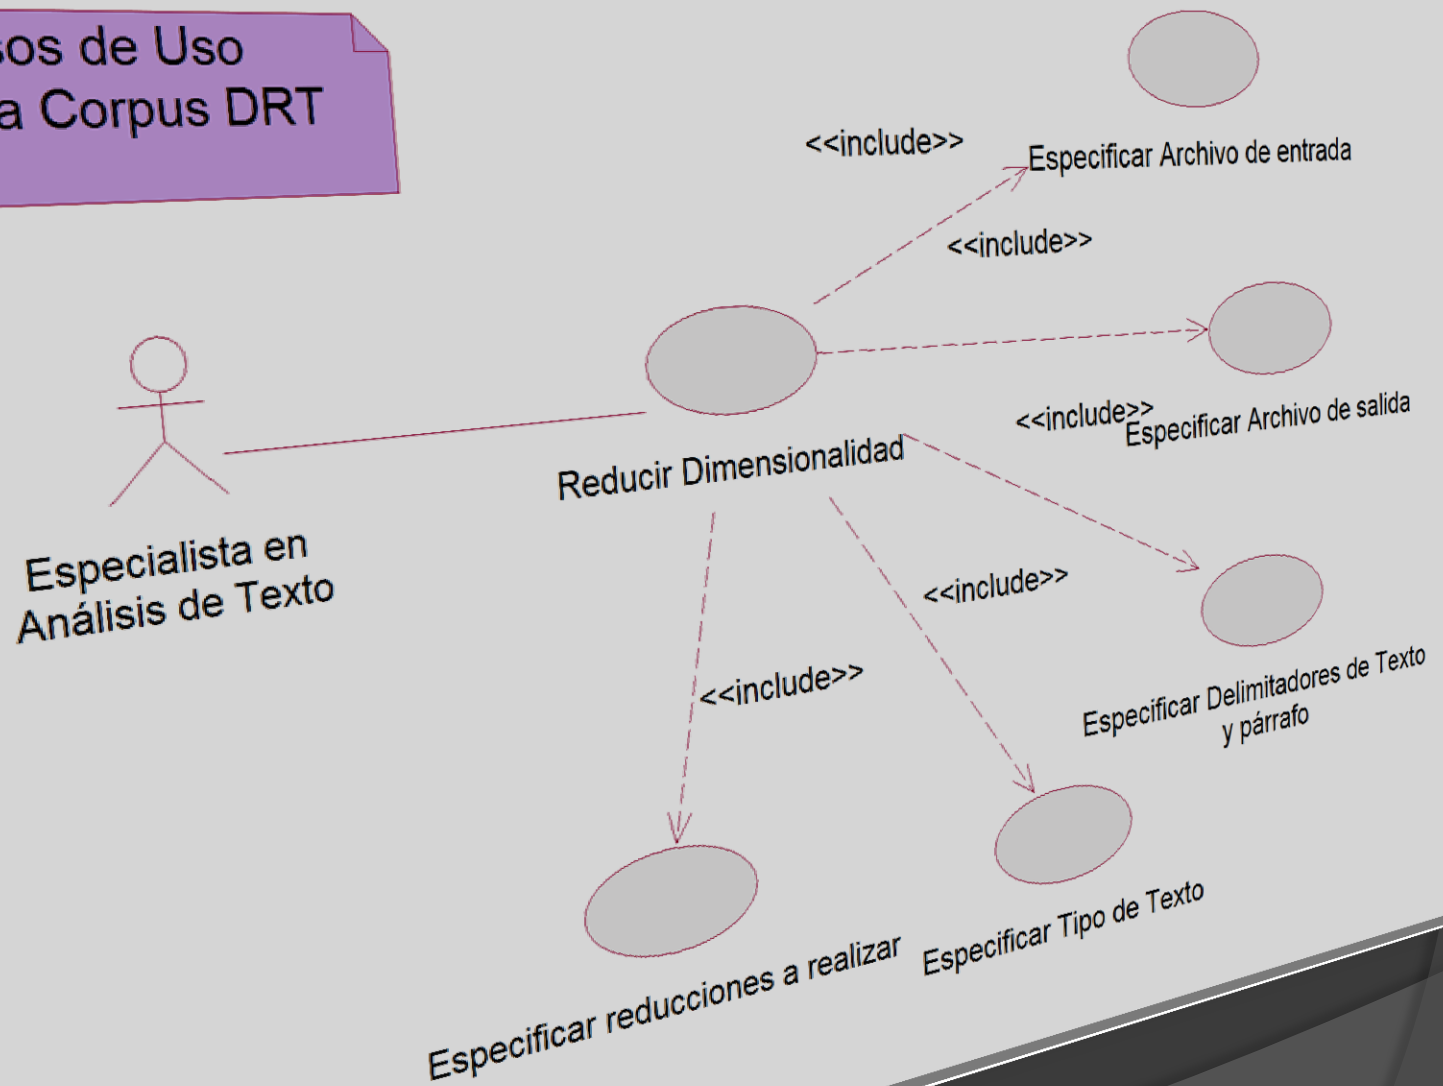 sos de Uso
a Corpus DRT
<<include>>
Especificar Archivo de entrada
<<include>>
<<include>>
Especificar Archivo de salida
Reducir Dimensionalidad
Especialista en
Análisis de Texto
<<include>>
<<include>>
Especificar Delimitadores de Texto
y párrafo
Especificar Tipo de Texto
Especificar reducciones a realizar